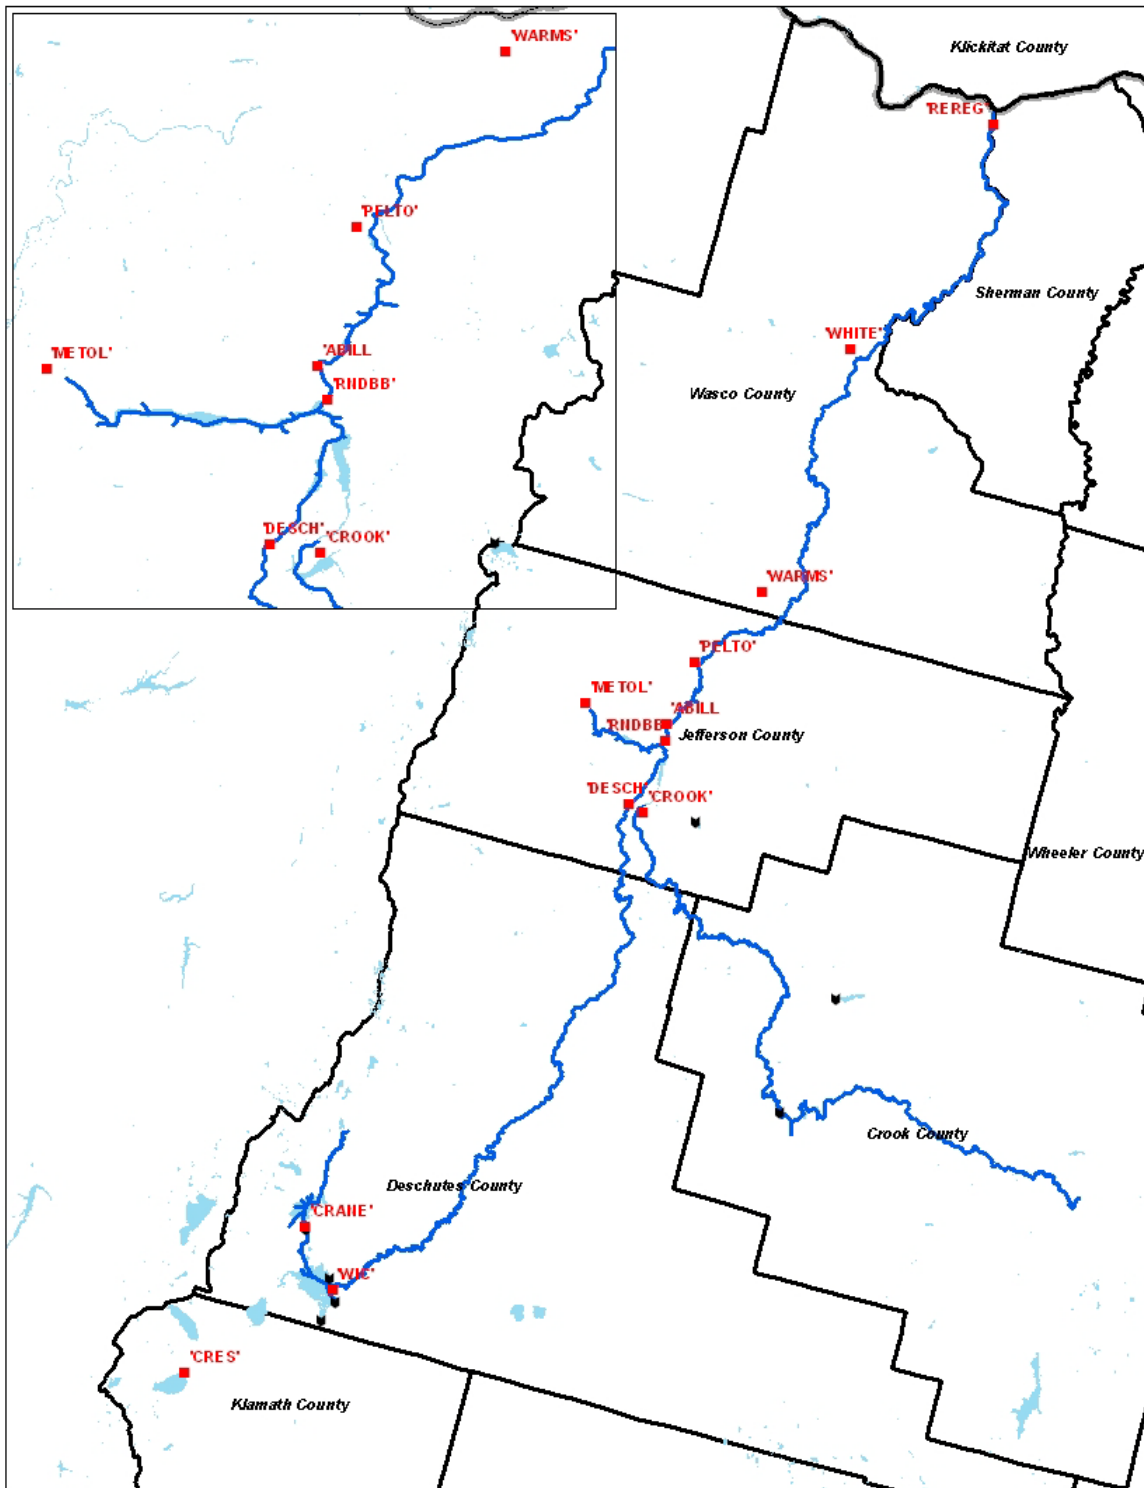 'WARMS'
Klickitat County
'REREG'
'PELTO'
Sherman County
'WHITE'
'METOL'
'ABILL
'RNDBB'
Wasco County
'DESCH'
'CROOK'
'WARMS'
'PELTO'
'METOL'
'ABILL
'RNDBB
Jefferson County
'DESCH'
'CROOK'
Wheeler County
Crook County
Deschutes County
'CRANE'
'WIC'
'CRES'
Klamath County